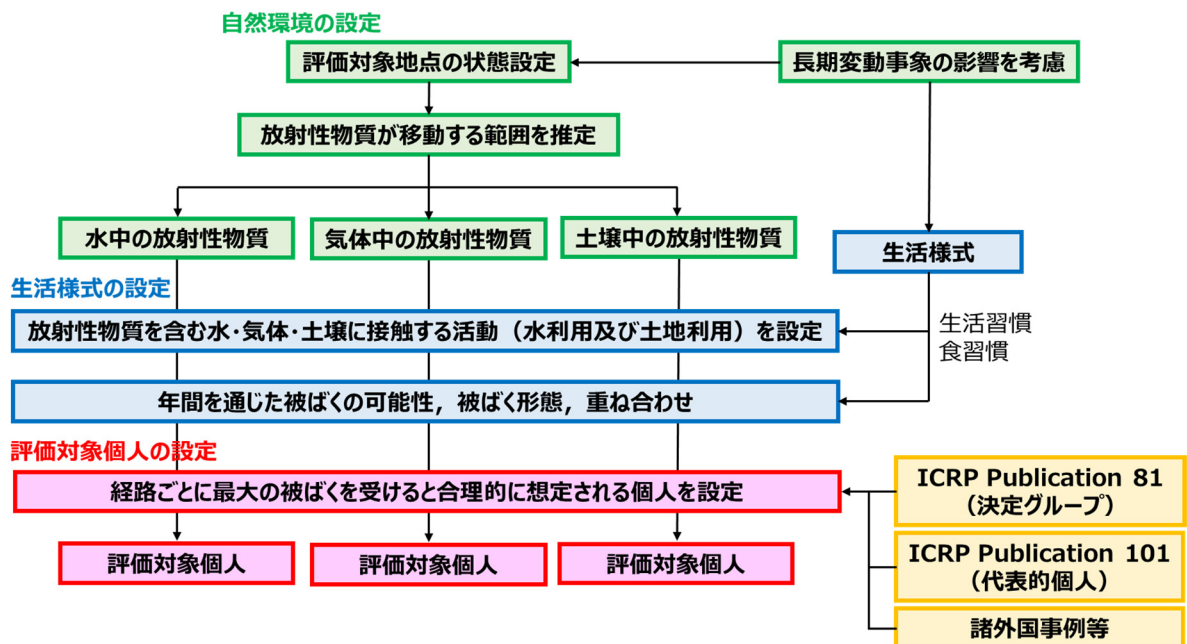 自然環境の設定
評価対象地点の状態設定
長期変動事象の影響を考慮
放射性物質が移動する範囲を推定
水中の放射性物質
気体中の放射性物質
土壌中の放射性物質
生活様式
生活様式の設定
放射性物質を含む水・気体・土壌に接触する活動（水利用及び土地利用）を設定
生活習慣
食習慣
年間を通じた被ばくの可能性，被ばく形態，重ね合わせ
評価対象個人の設定
経路ごとに最大の被ばくを受けると合理的に想定される個人を設定
ICRP Publication 81
（決定グループ）
評価対象個人
評価対象個人
評価対象個人
ICRP Publication 101
（代表的個人）
諸外国事例等